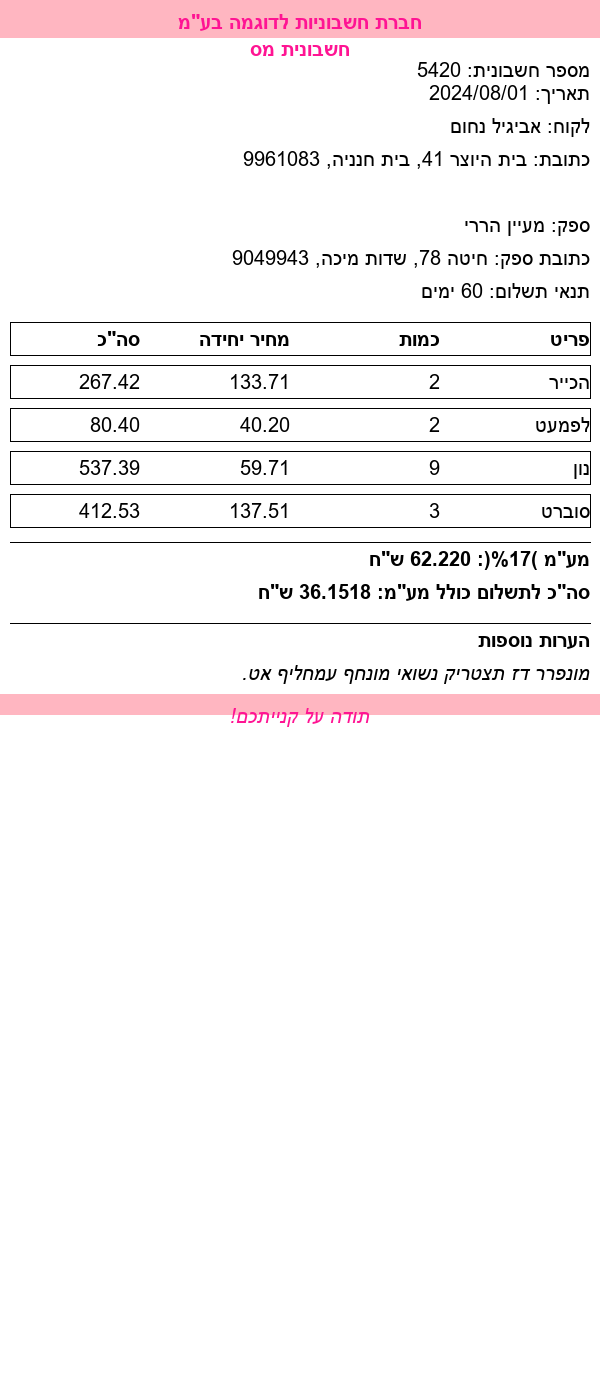 חברת חשבוניות לדוגמה בע"מ
חשבונית מס
מספר חשבונית: 5420
תאריך: 2024/08/01
לקוח: אביגיל נחום
כתובת: בית היוצר 41, בית חנניה, 9961083
ספק: מעיין הררי
כתובת ספק: חיטה 78, שדות מיכה, 9049943
תנאי תשלום: 60 ימים
פריט כמות מחיר יחידה סה"כ
הכייר 2 133.71 267.42
לפמעט 2 40.20 80.40
נון 9 59.71 537.39
סוברט 3 137.51 412.53
מע"מ )17%(: 62.220 ש"ח
סה"כ לתשלום כולל מע"מ: 36.1518 ש"ח
הערות נוספות
מונפרר דז תצטריק נשואי מונחף עמחליף אט.
תודה על קנייתכם!